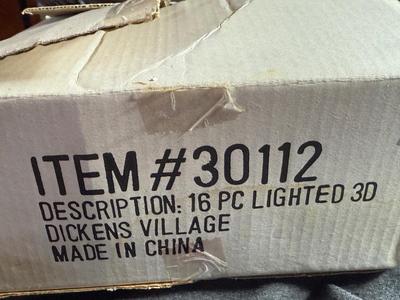 ITEM #30112
DESCRIPTION: 16 PC LIGHTED 3D
DICKENS VILLAGE
MADE IN CHINA